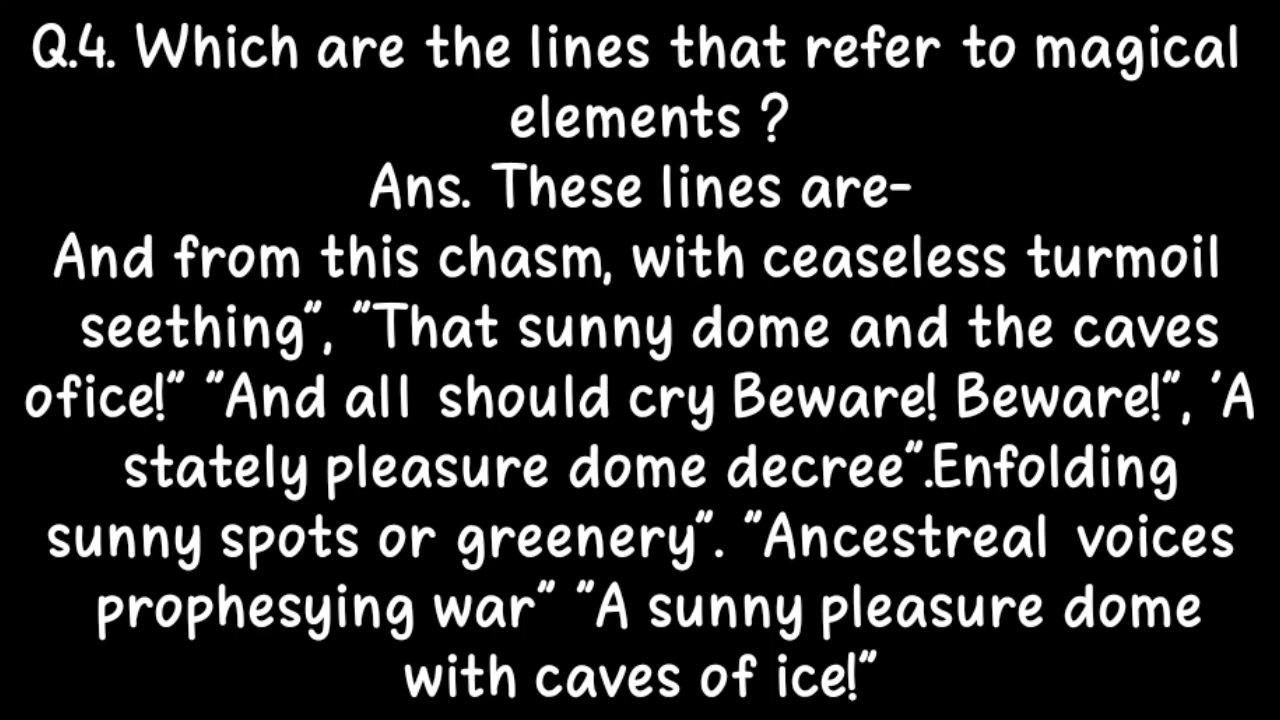 Q.4. Which are the lines that refer to magical
elements ?
Ans. These lines are-
And from this chasm, with ceaseless turmoil
seething", "That sunny dome and the caves
ofice!" "And all should cry Beware! Beware!", 'A
stately pleasure dome decree".Enfolding
sunny spots or greenery". "Ancestreal voices
prophesying war" "A sunny pleasure dome
with caves of ice!"